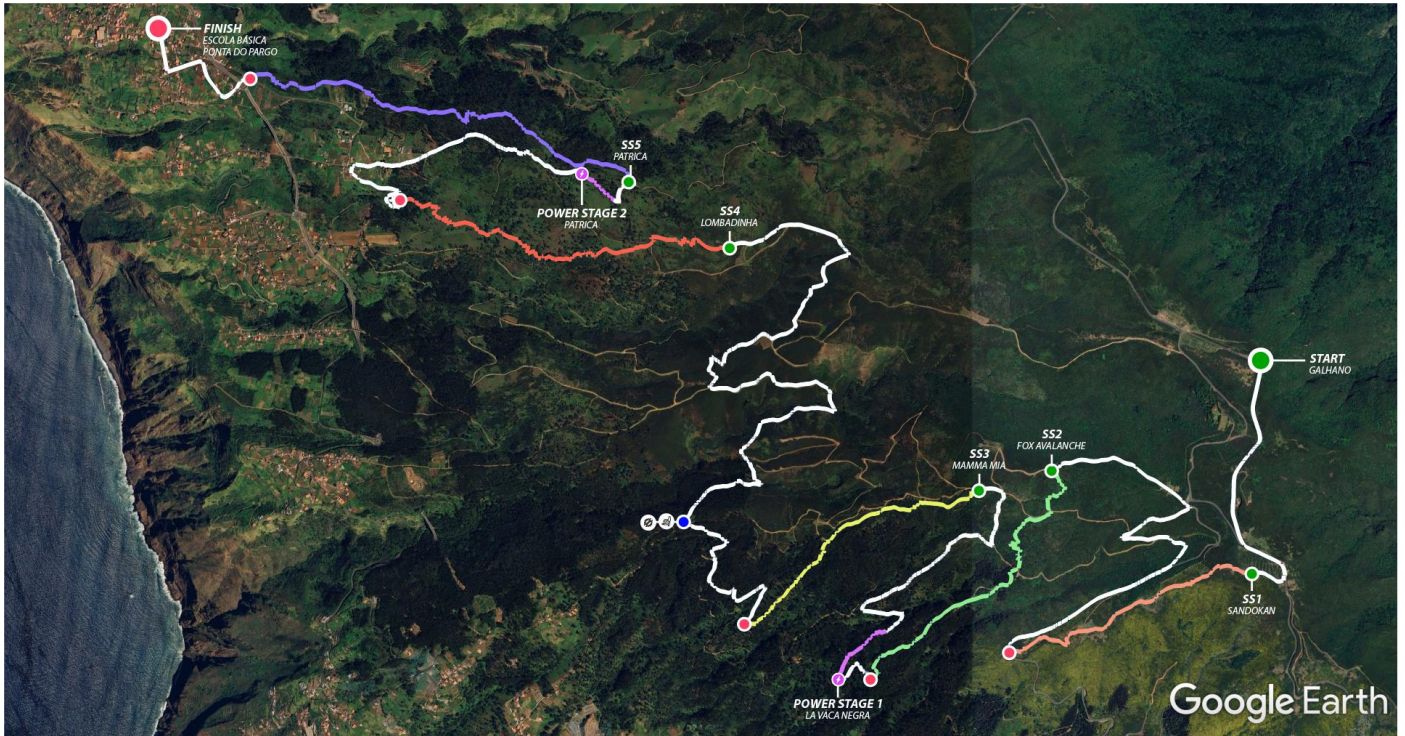 FINISH
ESCOLA BÁSICA
PONTA DO PARGO
SS5
PATRICA
POWER STAGE 2
PATRICA
SS4
LOMBADINHA
START
GALHANO
SS2
FOX AVALANCHE
SS3
MAMMA MIA
SS1
SANDOKAN
POWER STAGE 1
LA VACA NEGRA
Google Earth